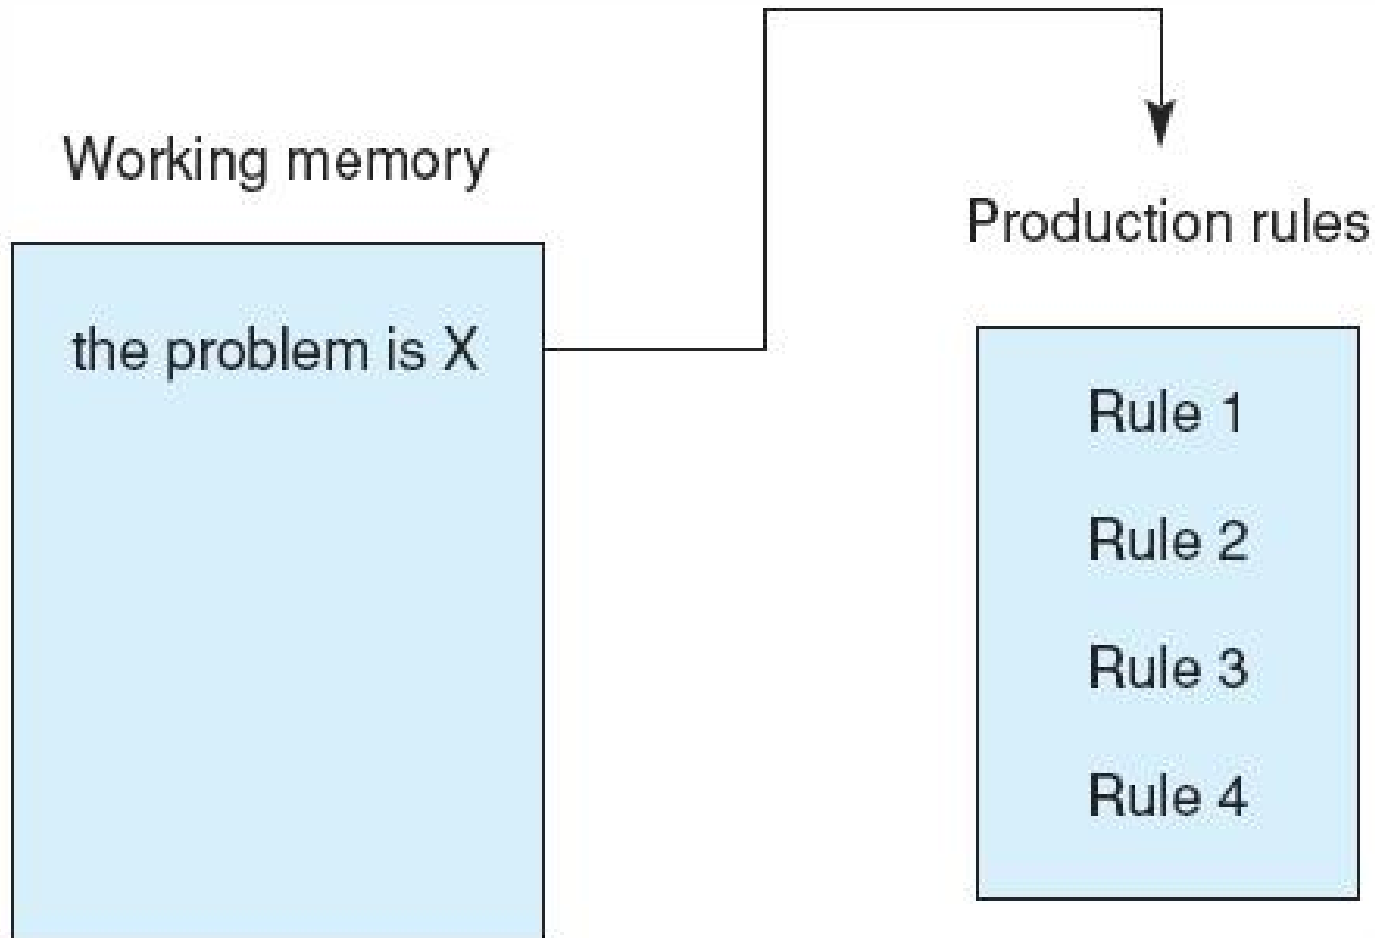 Working memory
the problem is X
Production rules
Rule 1
Rule 2
Rule 3
Rule 4